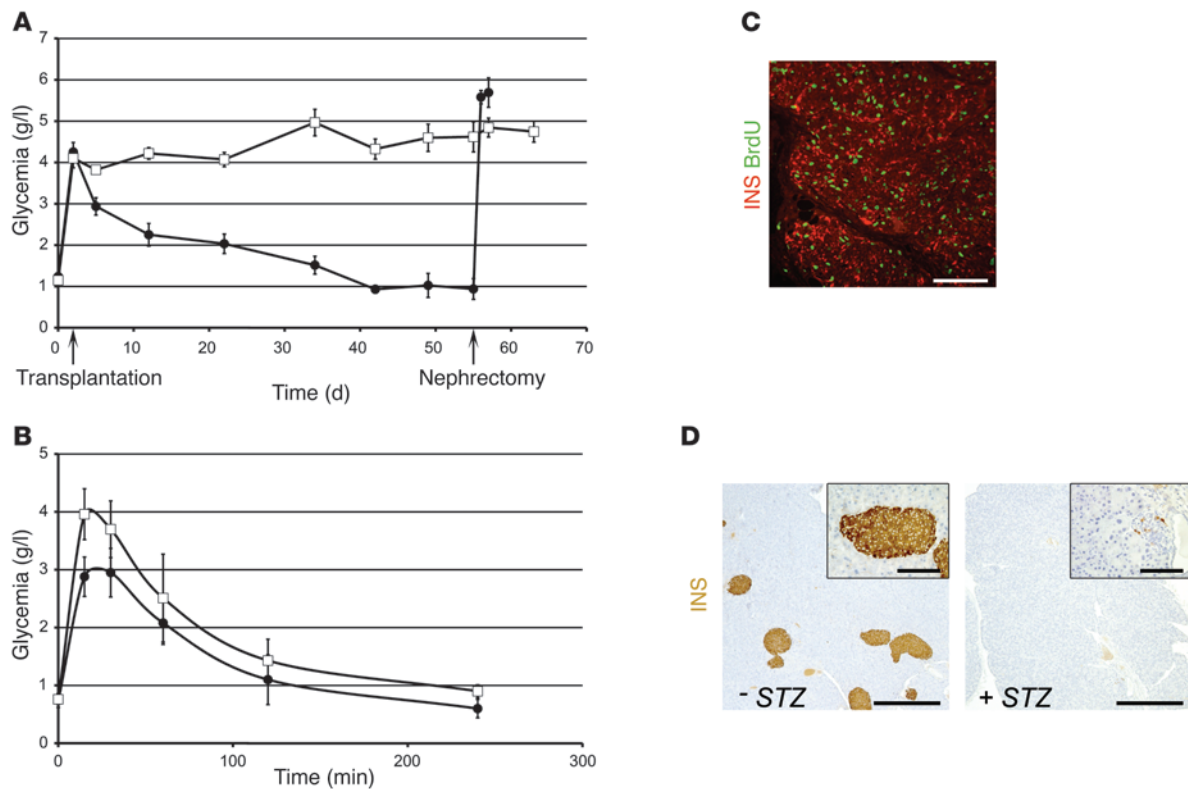 A
7
6
5
4
3
2
1
0
Glycemia (g/l)
0 10 20 30 40 50 60 70
Transplantation
Time (d)
Nephrectomy
B
5
4
3
2
1
0
Glycemia (g/l)
0 100 200 300
Time (min)
C
INS BrdU
D
INS
- STZ
+ STZ